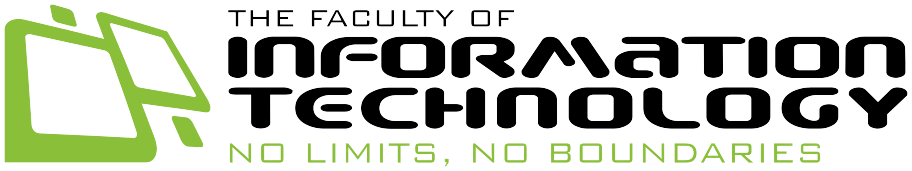 THE FACULTY OF
INFORMATION
TECHNOLOGY
NO LIMITS, NO BOUNDARIES